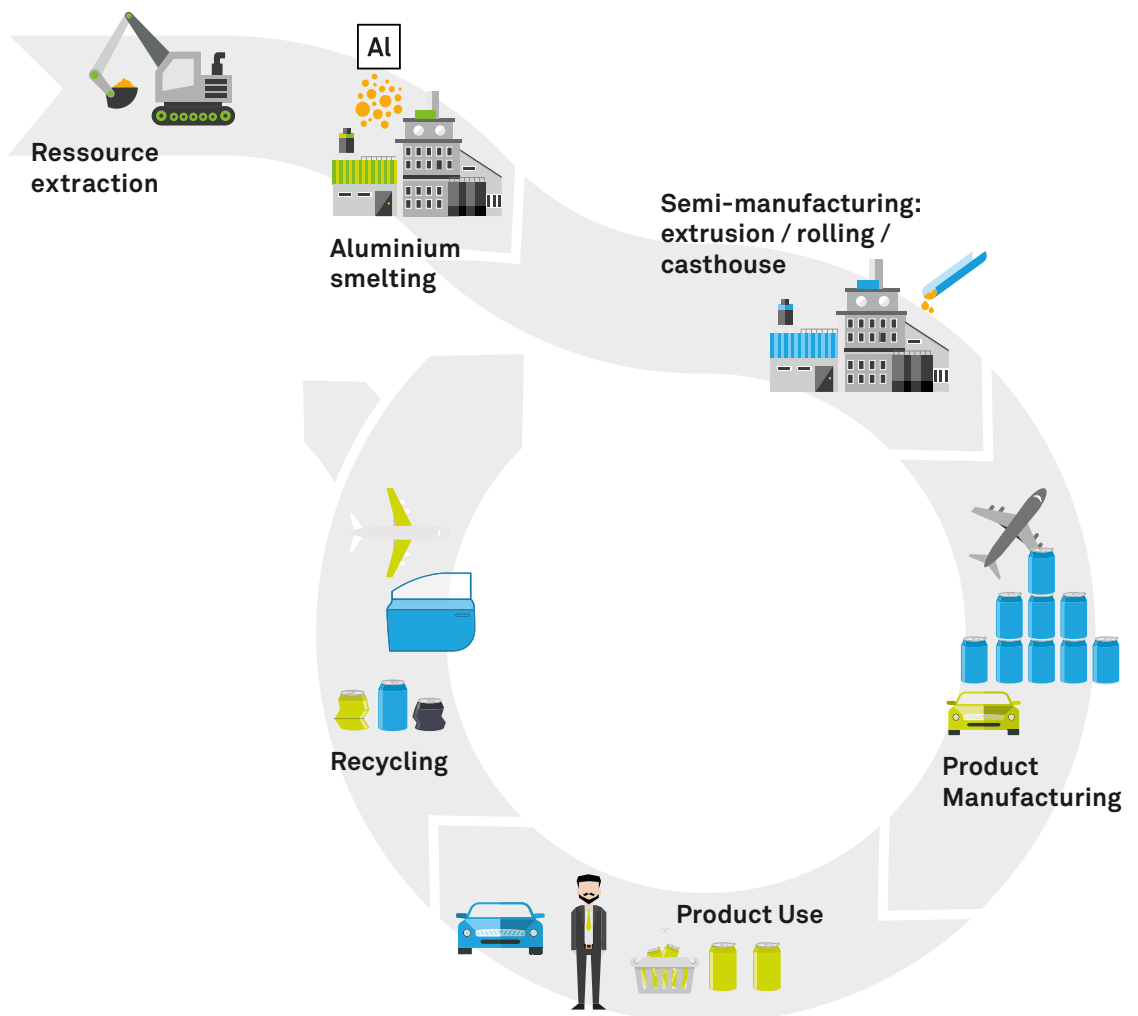 Al
Ressource
extraction
Aluminium
smelting
Semi-manufacturing:
extrusion / rolling /
casthouse
Product
Manufacturing
Product Use
Recycling